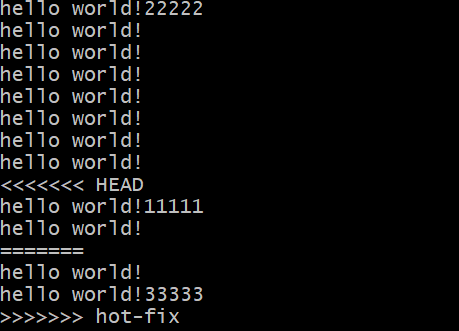 hello world!22222
hello world!
hello world!
hello world!
hello world!
hello world!
hello world!
hello world!
<<<<<<< HEAD
hello world!11111
hello world!
=======
hello world!
hello world!33333
>>>>>>> hot-fix